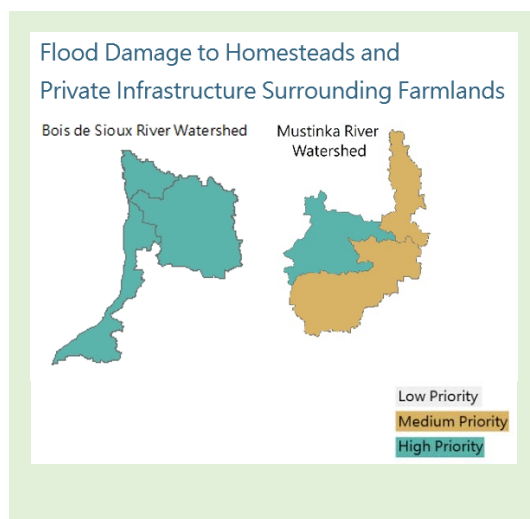 Flood Damage to Homesteads and
Private Infrastructure Surrounding Farmlands
Bois de Sioux River Watershed
Mustinka River
Watershed
Low Priority
Medium Priority
High Priority